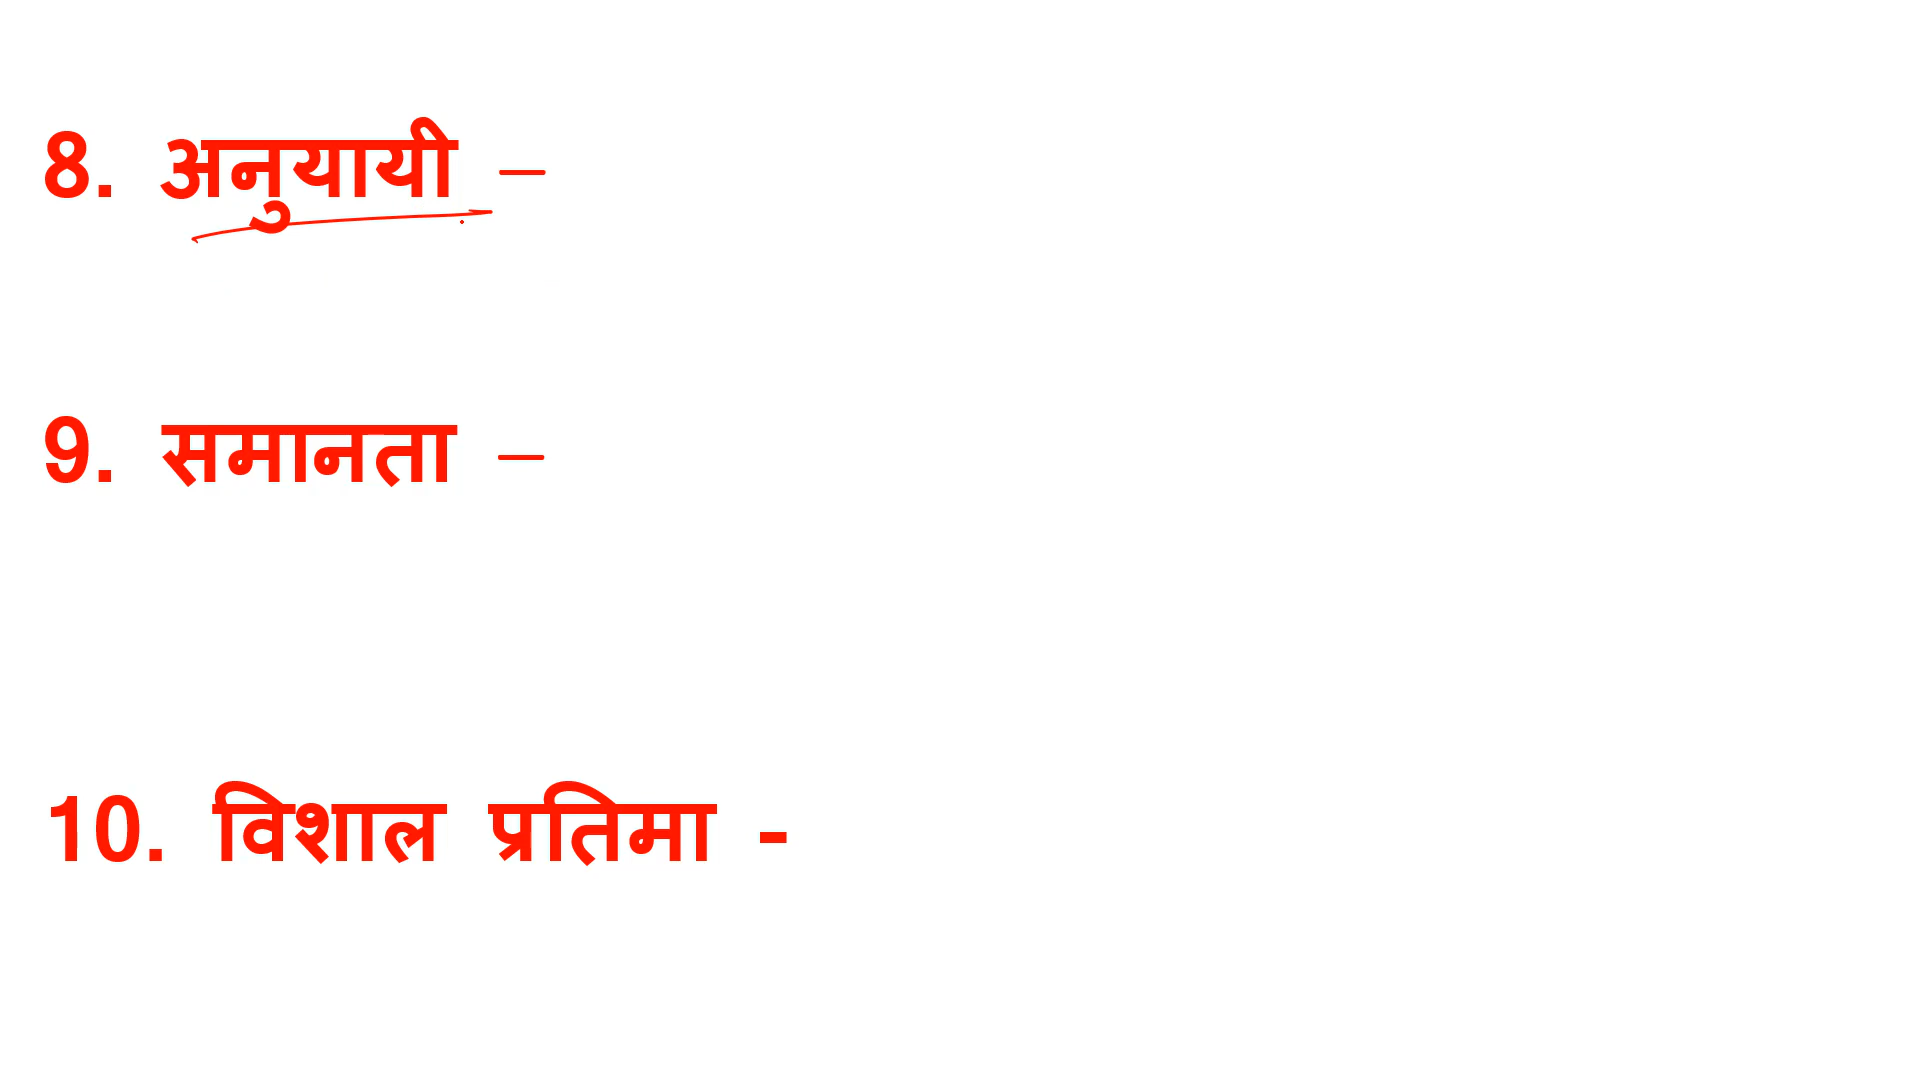 8. अनुयायी –
9. समानता –
10. विशाल प्रतिमा -